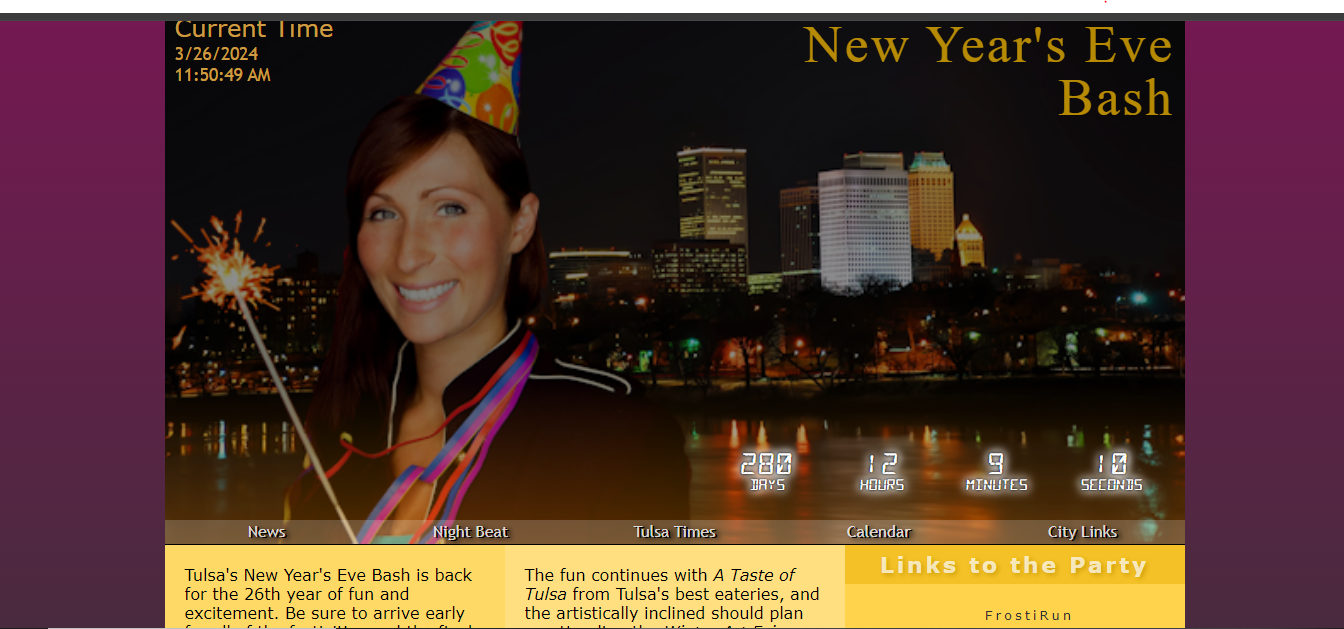 Current Time
3/26/2024
11:50:49 AM
New Year's Eve
Bash
280 12 9 10
DAYS HOURS MINUTES SECONDS
News Night Beat Tulsa Times Calendar City Links
Tulsa's New Year's Eve Bash is back
for the 26th year of fun and
excitement. Be sure to arrive early
The fun continues with A Taste of
Tulsa from Tulsa's best eateries, and
the artistically inclined should plan
Links to the Party
FrostiRun